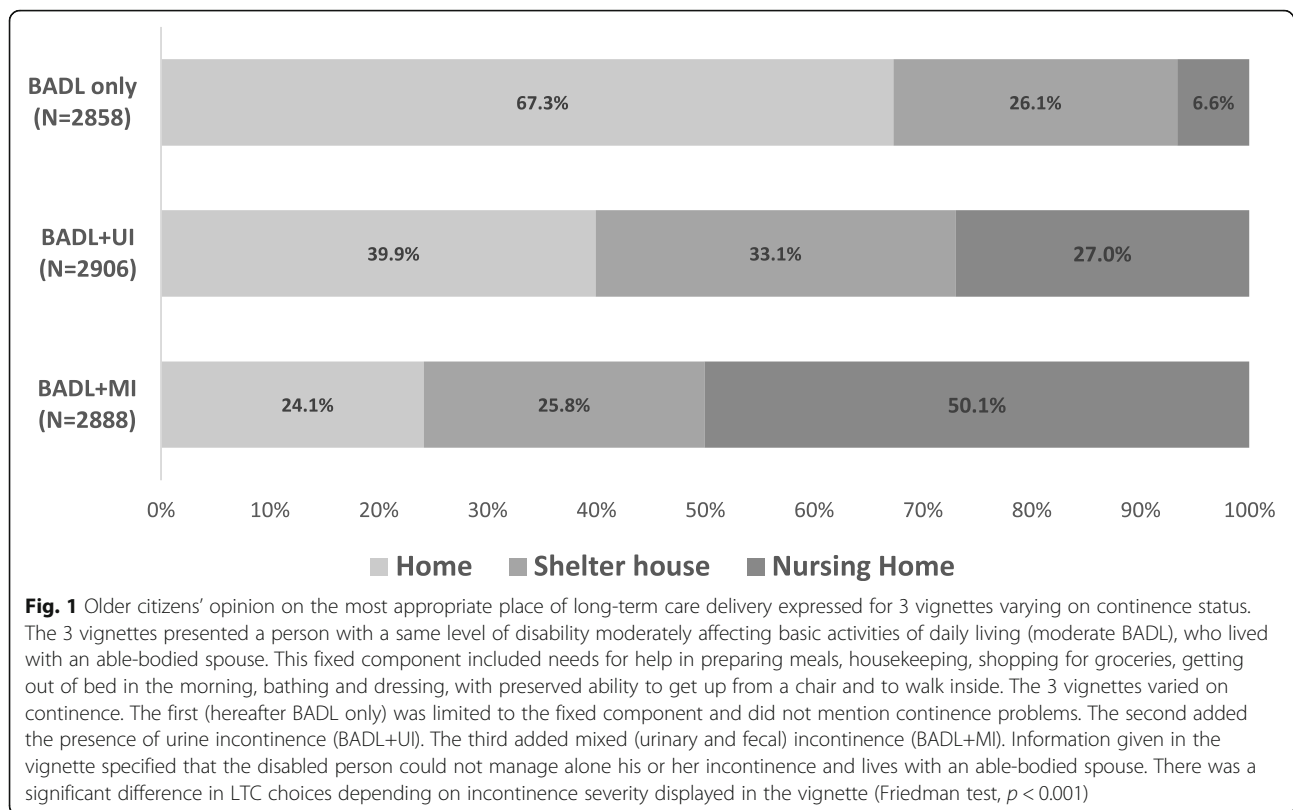 BADL only
(N=2858)
67.3%
26.1%
6.6%
BADL+UI
(N=2906)
39.9%
33.1%
27.0%
BADL+MI
(N=2888)
24.1%
25.8%
50.1%
0% 10% 20% 30% 40% 50% 60% 70% 80% 90% 100%
Home Shelter house Nursing Home
Fig. 1 Older citizens' opinion on the most appropriate place of long-term care delivery expressed for 3 vignettes varying on continence status.
The 3 vignettes presented a person with a same level of disability moderately affecting basic activities of daily living (moderate BADL), who lived
with an able-bodied spouse. This fixed component included needs for help in preparing meals, housekeeping, shopping for groceries, getting
out of bed in the morning, bathing and dressing, with preserved ability to get up from a chair and to walk inside. The 3 vignettes varied on
continence. The first (hereafter BADL only) was limited to the fixed component and did not mention continence problems. The second added
the presence of urine incontinence (BADL+UI). The third added mixed (urinary and fecal) incontinence (BADL+MI). Information given in the
vignette specified that the disabled person could not manage alone his or her incontinence and lives with an able-bodied spouse. There was a
significant difference in LTC choices depending on incontinence severity displayed in the vignette (Friedman test, p < 0.001)